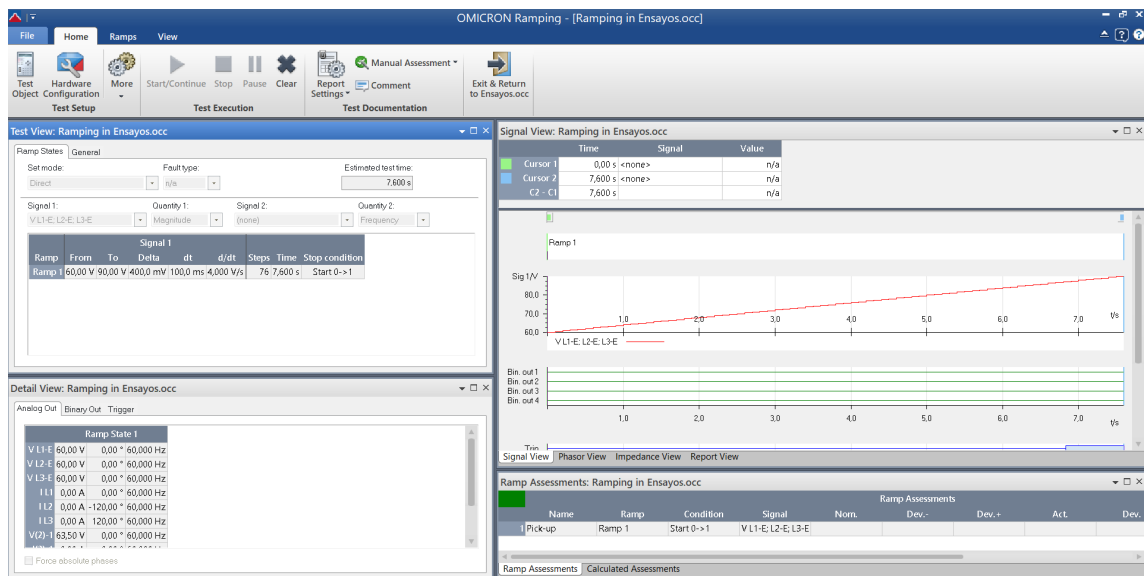 OMICRON Ramping - [Ramping in Ensayos.occ]
File Home Ramps View
Test Object Hardware Configuration More Start/Continue Stop Pause Clear Report Settings Manual Assessment Comment Exit & Return to Ensayos.occ
Test Setup Test Execution Test Documentation
Test View: Ramping in Ensayos.occ
Ramp States General
Set mode: Fault type: Estimated test time:
Direct n/a 7,600 s
Signal 1: Quantity 1: Signal 2: Quantity 2:
V L1-E; L2-E; L3-E Magnitude (none) Frequency
Signal 1
Ramp From To Delta dt d/dt Steps Time Stop condition
Ramp 1 60,00 V 90,00 V 400,0 mV 100,0 ms 4,000 V/s 76 7,600 s Start 0->1
Detail View: Ramping in Ensayos.occ
Analog Out Binary Out Trigger
Ramp State 1
V L1-E 60,00 V 0,00 ° 60,000 Hz
V L2-E 60,00 V 0,00 ° 60,000 Hz
V L3-E 60,00 V 0,00 ° 60,000 Hz
I L1 0,00 A 0,00 ° 60,000 Hz
I L2 0,00 A -120,00 ° 60,000 Hz
I L3 0,00 A 120,00 ° 60,000 Hz
V(2)-1 63,50 V 0,00 ° 60,000 Hz
Force absolute phases
Signal View: Ramping in Ensayos.occ
Time Signal Value
Cursor 1 0,00 s <none> n/a
Cursor 2 7,600 s <none> n/a
C2 - C1 7,600 s n/a
Ramp 1
Sig 1/V
80,0
70,0
60,0
1,0 2,0 3,0 4,0 5,0 6,0 7,0 t/s
V L1-E; L2-E; L3-E
Bin. out 1
Bin. out 2
Bin. out 3
Bin. out 4
1,0 2,0 3,0 4,0 5,0 6,0 7,0 t/s
Trip
Signal View Phasor View Impedance View Report View
Ramp Assessments: Ramping in Ensayos.occ
Ramp Assessments
Name Ramp Condition Signal Nom. Dev.- Dev.+ Act. Dev.
1 Pick-up Ramp 1 Start 0->1 V L1-E; L2-E; L3-E
Ramp Assessments Calculated Assessments